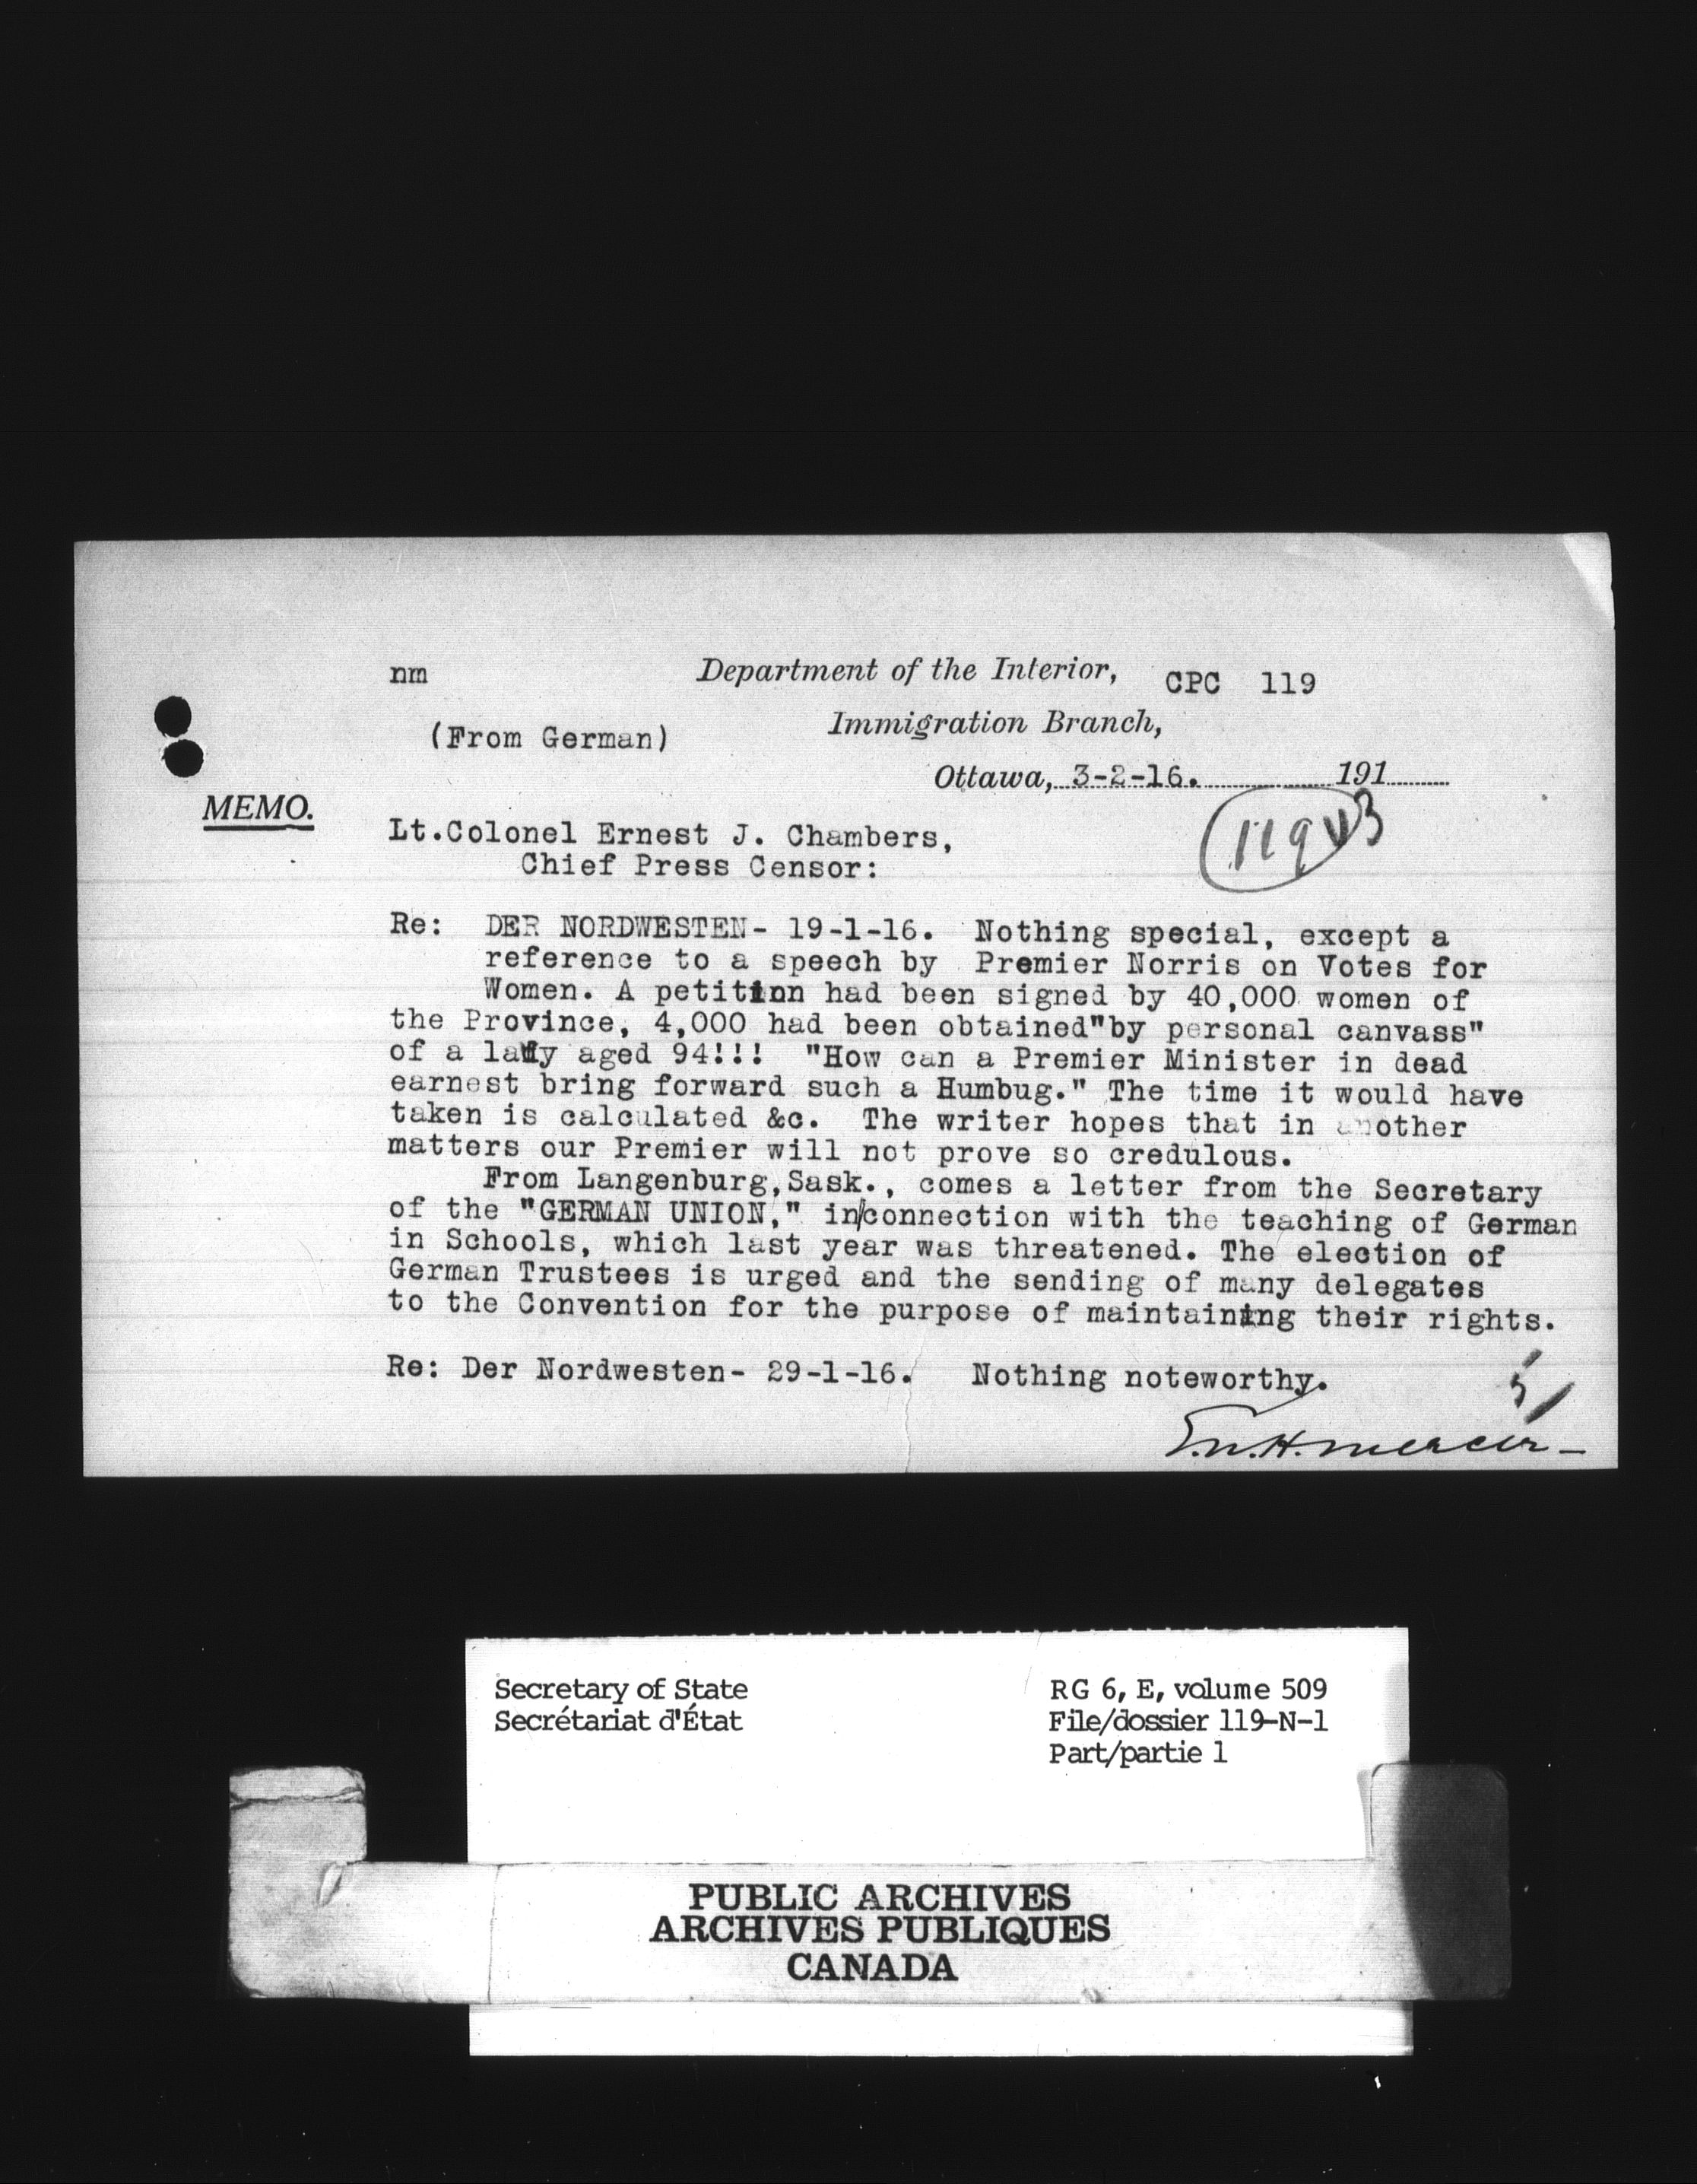 nm
Department of the Interior,
CPC 119
(From German)
Immigration Branch,
Ottawa, 3-2-16. 191
MEMO.
Lt.Colonel Ernest J. Chambers,
Chief Press Censor:
Re: DER NORDWESTEN- 19-1-16. Nothing special, except a
reference to a speech by Premier Norris on Votes for
Women. A petition had been signed by 40,000 women of
the Province, 4,000 had been obtained"by personal canvass"
of a lady aged 94!!! "How can a Premier Minister in dead
earnest bring forward such a Humbug." The time it would have
taken is calculated &c. The writer hopes that in another
matters our Premier will not prove so credulous.
From Langenburg,Sask., comes a letter from the Secretary
of the "GERMAN UNION," in/connection with the teaching of German
in Schools, which last year was threatened. The election of
German Trustees is urged and the sending of many delegates
to the Convention for the purpose of maintaining their rights.
Re: Der Nordwesten- 29-1-16. Nothing noteworthy.
E.N.H. Mercer-
Secretary of State
Secrétariat d'État
RG 6, E, volume 509
File/dossier 119-N-1
Part/partie 1
PUBLIC ARCHIVES
ARCHIVES PUBLIQUES
CANADA